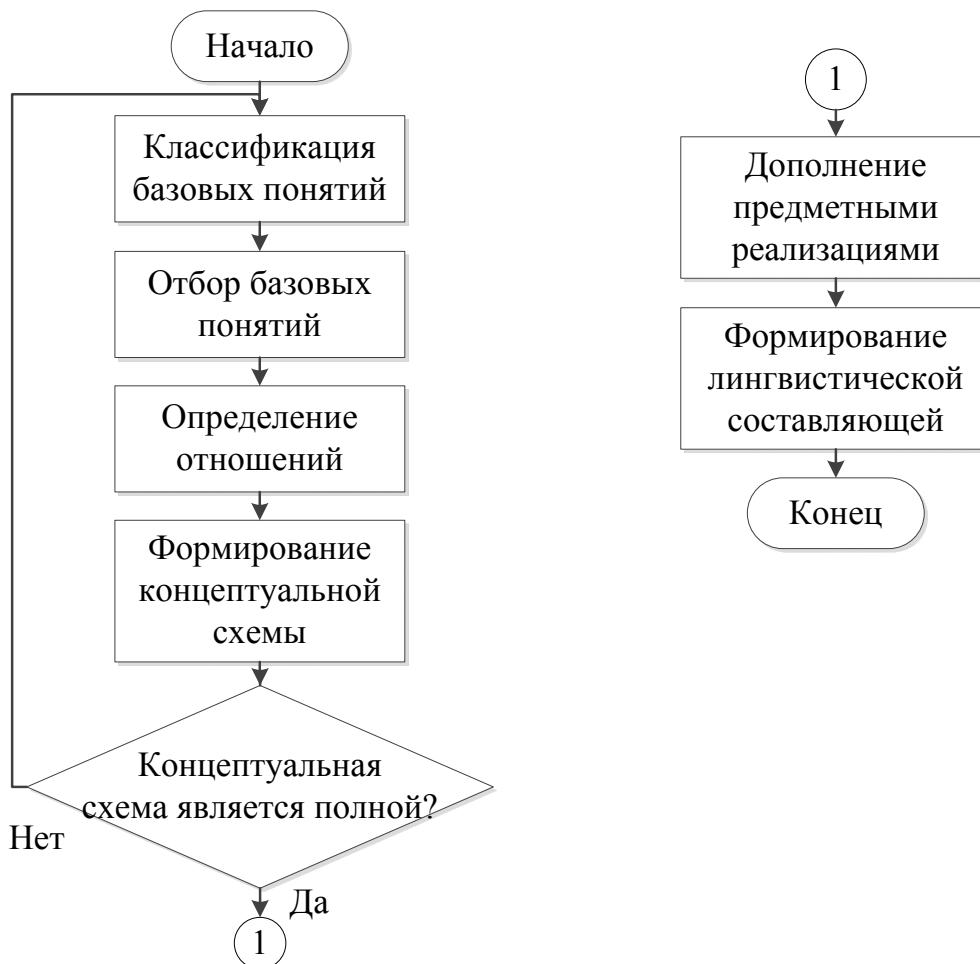 Начало
Классификация
базовых понятий
Отбор базовых
понятий
Определение
отношений
Формирование
концептуальной
схемы
Концептуальная
схема является полной?
Нет
Да
1
1
Дополнение
предметными
реализациями
Формирование
лингвистической
составляющей
Конец